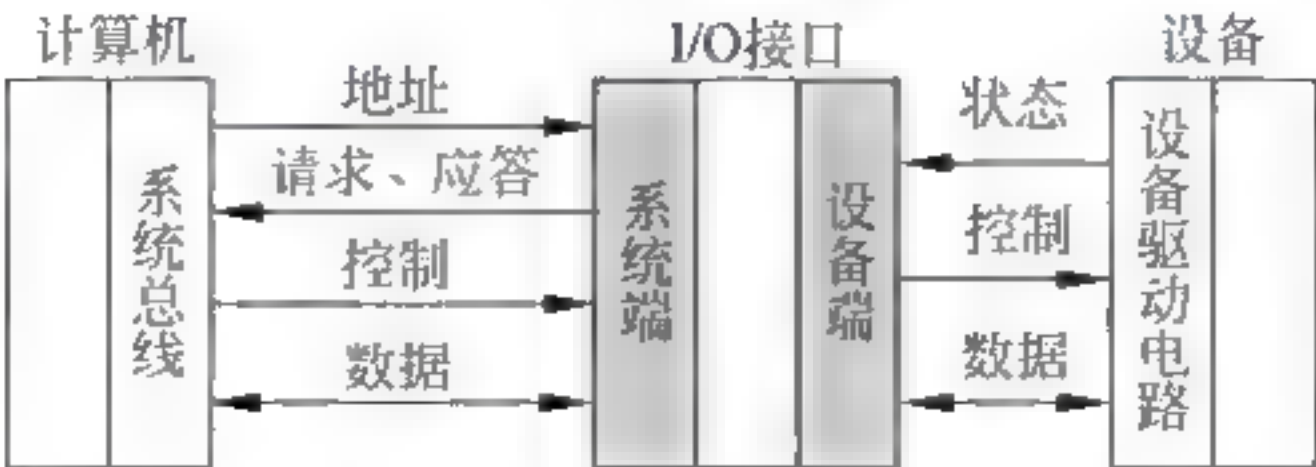 计算机
I/O接口
设备
地址
请求、应答
控制
数据
系统总线
系统端
设备端
状态
控制
数据
设备驱动电路